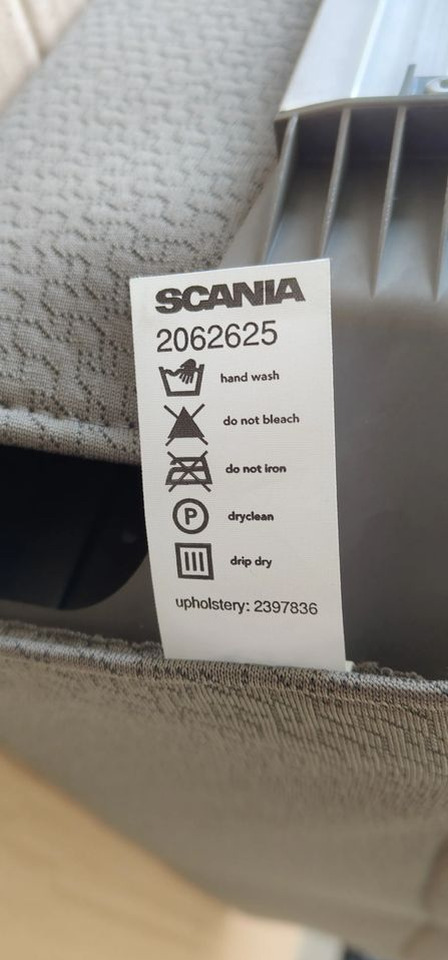 SCANIA
2062625
hand wash
do not bleach
do not iron
P dryclean
drip dry
upholstery: 2397836